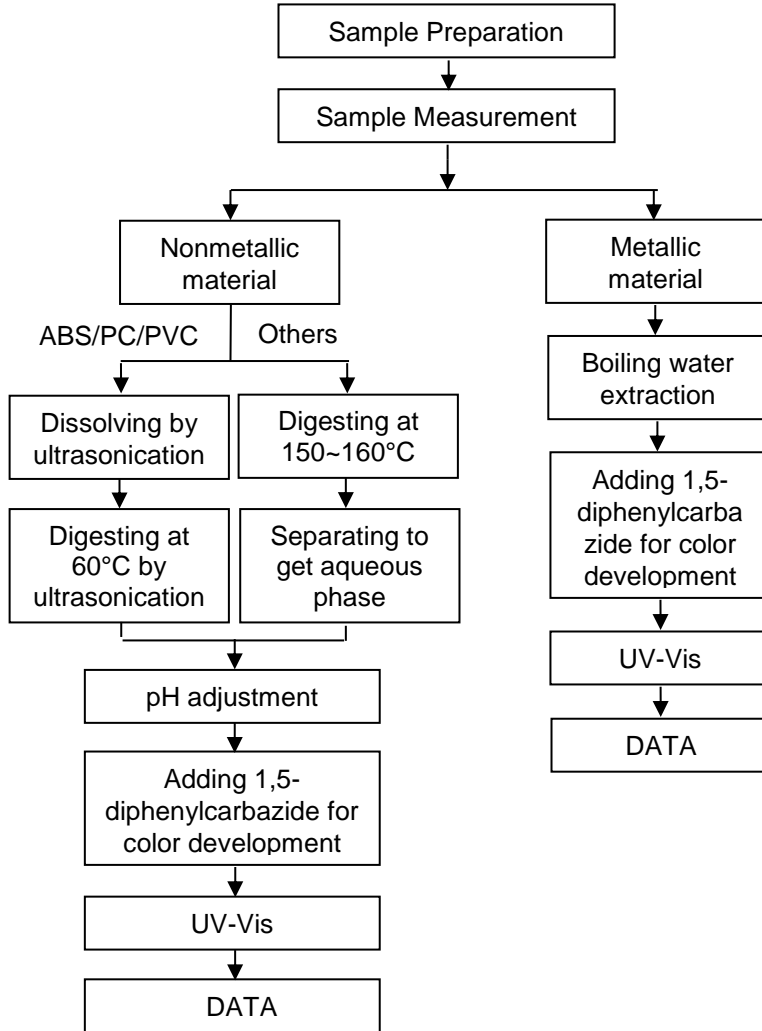 Sample Preparation
Sample Measurement
Nonmetallic
material
ABS/PC/PVC
Others
Dissolving by
ultrasonication
Digesting at
150~160°C
Digesting at
60°C by
ultrasonication
Separating to
get aqueous
phase
pH adjustment
Adding 1,5-
diphenylcarbazide for
color development
UV-Vis
DATA
Metallic
material
Boiling water
extraction
Adding 1,5-
diphenylcarba
zide for color
development
UV-Vis
DATA